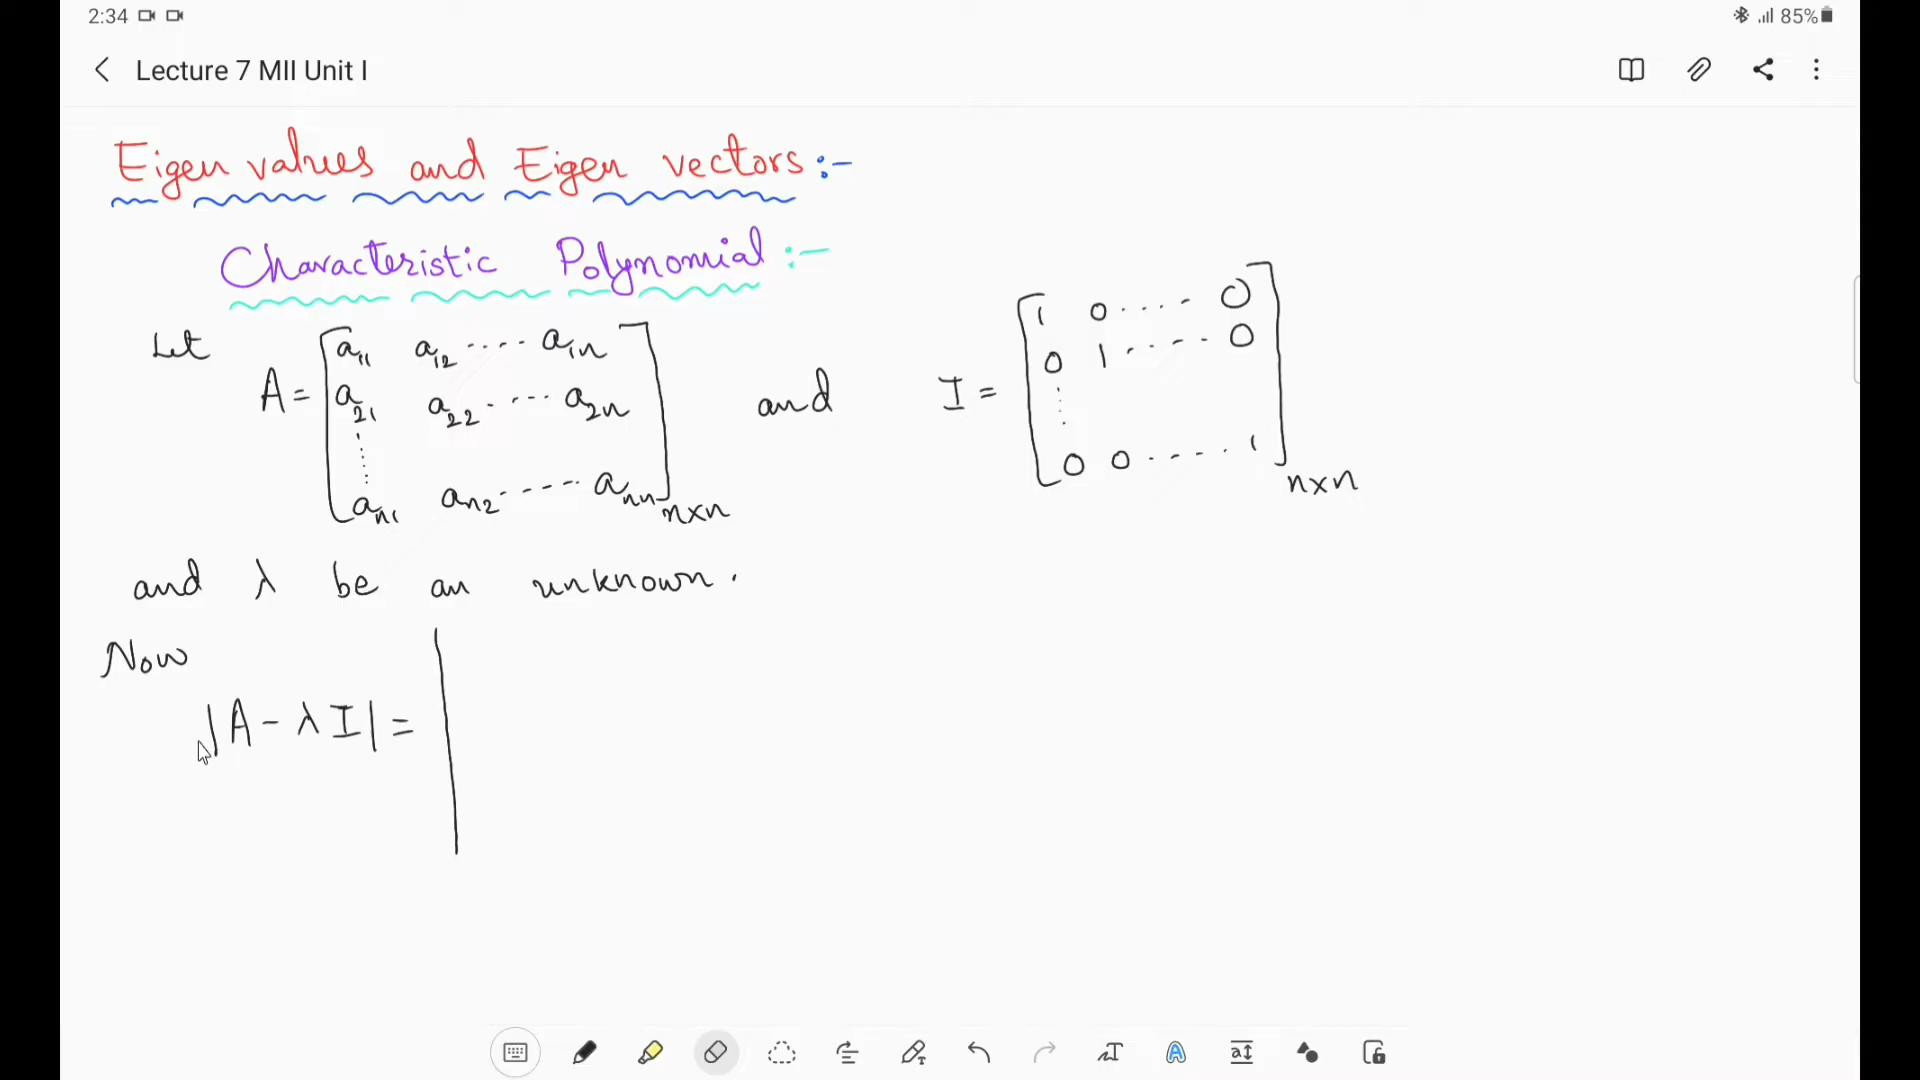 2:34
85%
Lecture 7 MII Unit I
Eigen values and Eigen vectors :-
Characteristic Polynomial :-
Let A = [a₁₁ a₁₂ ---- a₁ₙ
a₂₁ a₂₂ ---- a₂ₙ
⋮
aₙ₁ aₙ₂ ---- aₙₙ]ₙₓₙ
and I = [1 0 ---- 0
0 1 ---- 0
⋮
0 0 ---- 1]ₙₓₙ
and λ be an unknown.
Now
|A - λI| = |